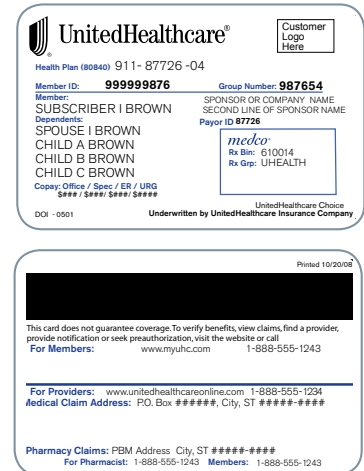 UnitedHealthcare®
Customer
Logo
Here
Health Plan (80840) 911- 87726 -04
Member ID: 999999876 Group Number: 987654
Member:
SUBSCRIBER I BROWN
Dependents:
SPOUSE I BROWN
CHILD A BROWN
CHILD B BROWN
CHILD C BROWN
SPONSOR OR COMPANY NAME
SECOND LINE OF SPONSOR NAME
Payor ID 87726
medco®
Rx Bin: 610014
Rx Grp: UHEALTH
Copay: Office / Spec / ER / URG
$### / $###/ $###/ $####
UnitedHealthcare Choice
DOI - 0501 Underwritten by UnitedHealthcare Insurance Company
Printed 10/20/08
This card does not guarantee coverage. To verify benefits, view claims, find a provider,
provide notification or seek preauthorization, visit the website or call
For Members: www.myuhc.com 1-888-555-1243
For Providers: www.unitedhealthcareonline.com 1-888-555-1234
Medical Claim Address: P.O. Box ######, City, ST #####-####
Pharmacy Claims: PBM Address City, ST #####-####
For Pharmacist: 1-888-555-1243 Members: 1-888-555-1243